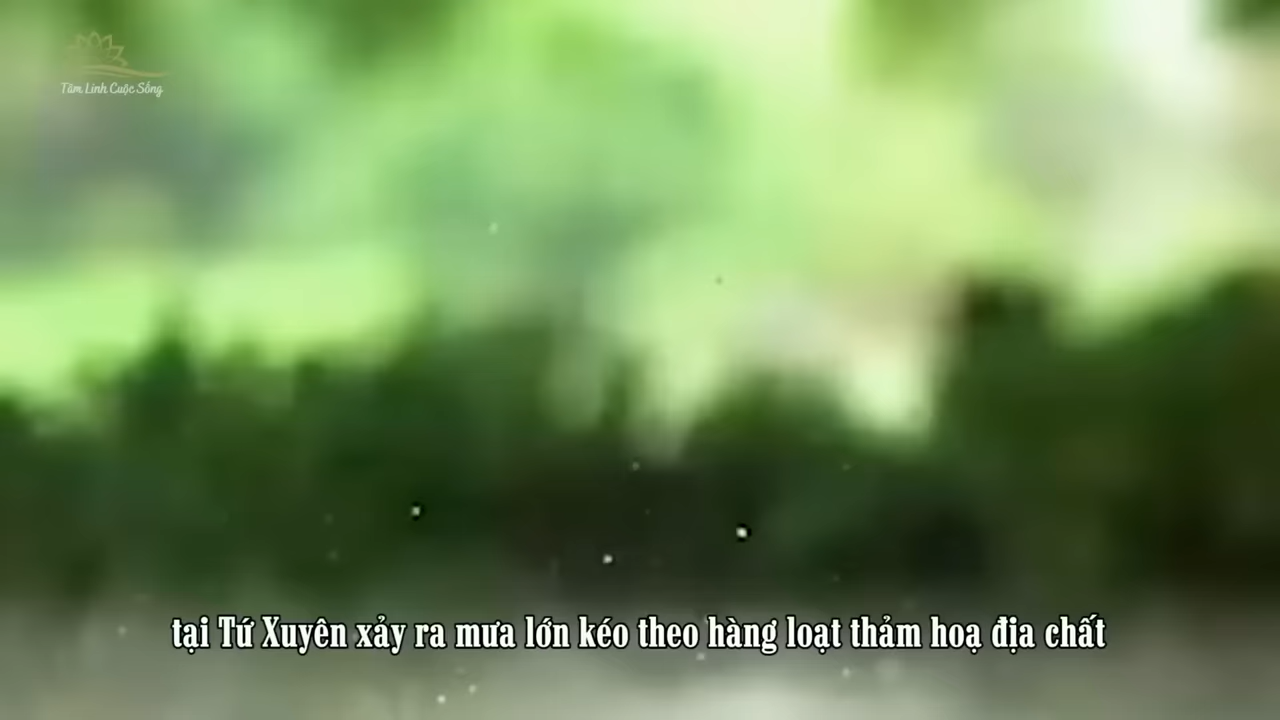 Tâm Linh Cuộc Sống
tại Tứ Xuyên xảy ra mưa lớn kéo theo hàng loạt thảm hoạ địa chất